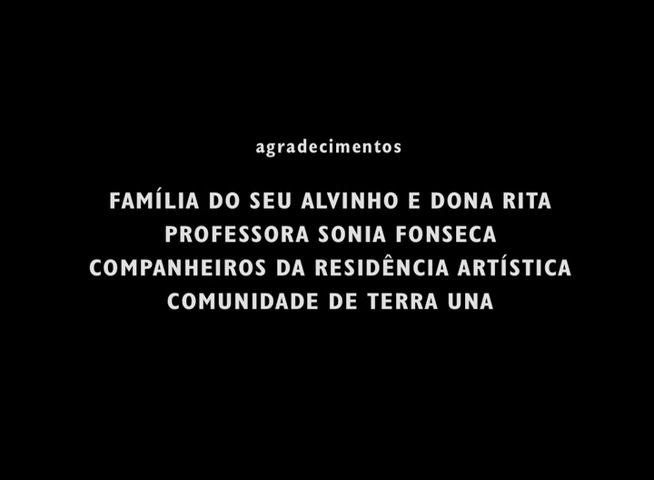 agradecimentos
FAMÍLIA DO SEU ALVINHO E DONA RITA
PROFESSORA SONIA FONSECA
COMPANHEIROS DA RESIDÊNCIA ARTÍSTICA
COMUNIDADE DE TERRA UNA